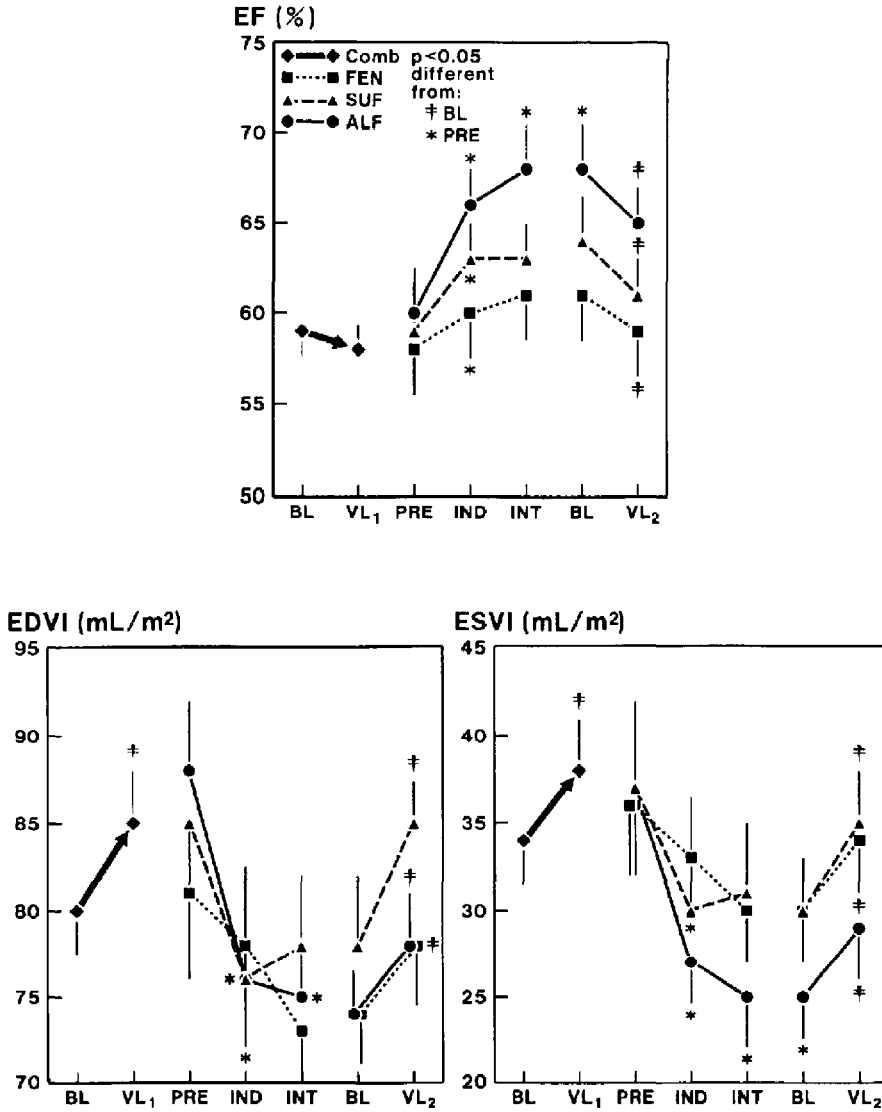 EF (%)
75
70
65
60
55
50
Comb
FEN
SUF
ALF
p<0.05
different
from:
ǂ BL
* PRE
*
*
*
*
*
ǂ
ǂ
ǂ
BL VL₁ PRE IND INT BL VL₂
EDVI (mL/m²)
95
90
85
80
75
70
ǂ
*
*
*
ǂ
ǂ
ǂ
BL VL₁ PRE IND INT BL VL₂
ESVI (mL/m²)
45
40
35
30
25
20
ǂ
*
*
*
*
ǂ
ǂ
ǂ
BL VL₁ PRE IND INT BL VL₂